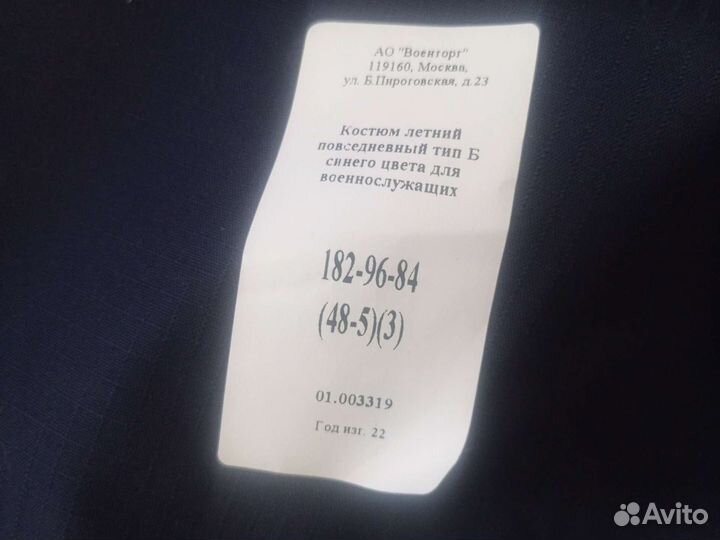 АО "Военторг"
119160, Москва,
ул. Б.Пироговская, д.23
Костюм летний
повседневный тип Б
синего цвета для
военнослужащих
182-96-84
(48-5)(3)
01.003319
Год изг. 22
Avito